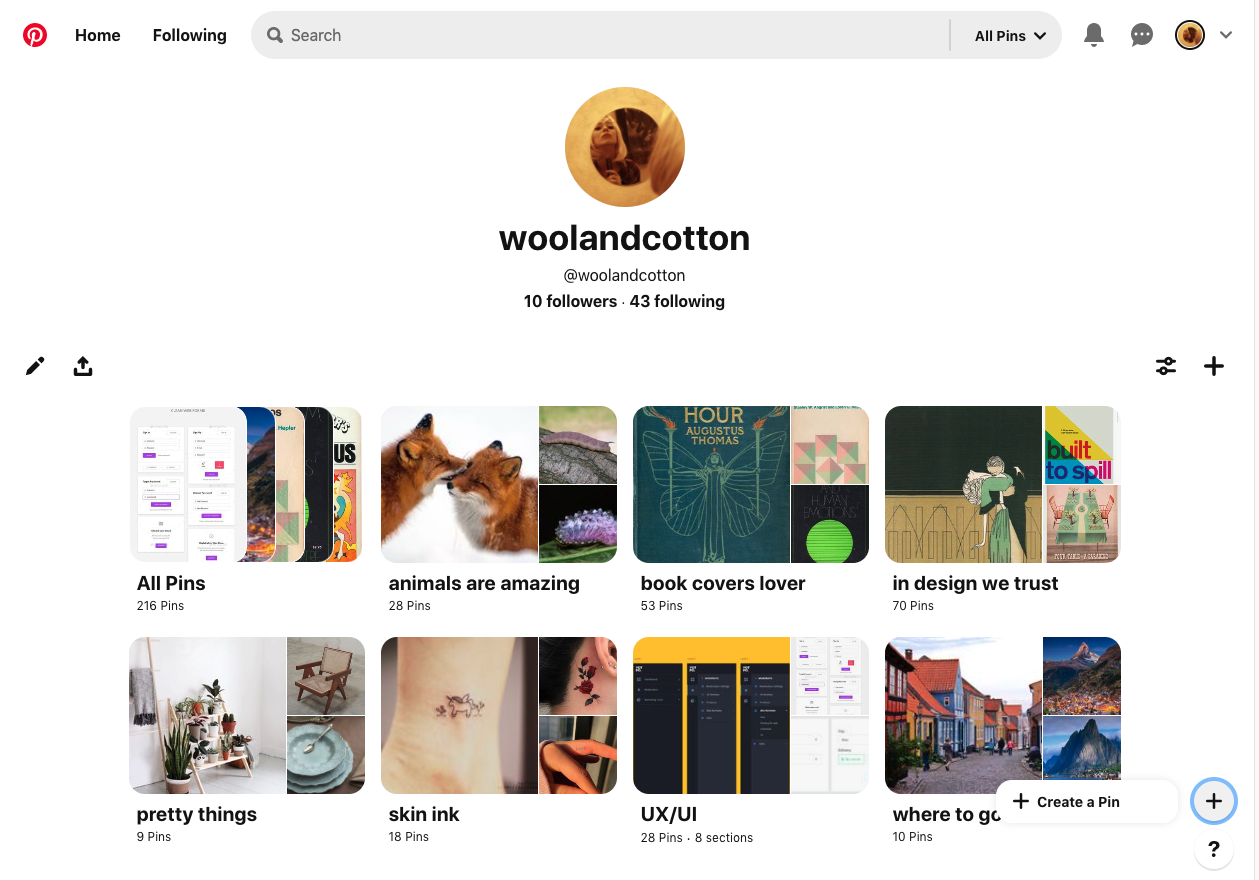 Home
Following
Search
All Pins
woolandcotton
@woolandcotton
10 followers · 43 following
HOUR
AUGUSTUS
THOMAS
HUMAN
EMOTIONS
built
to spill
All Pins
216 Pins
animals are amazing
28 Pins
book covers lover
53 Pins
in design we trust
70 Pins
pretty things
9 Pins
skin ink
18 Pins
UX/UI
28 Pins · 8 sections
where to go
10 Pins
Create a Pin
?